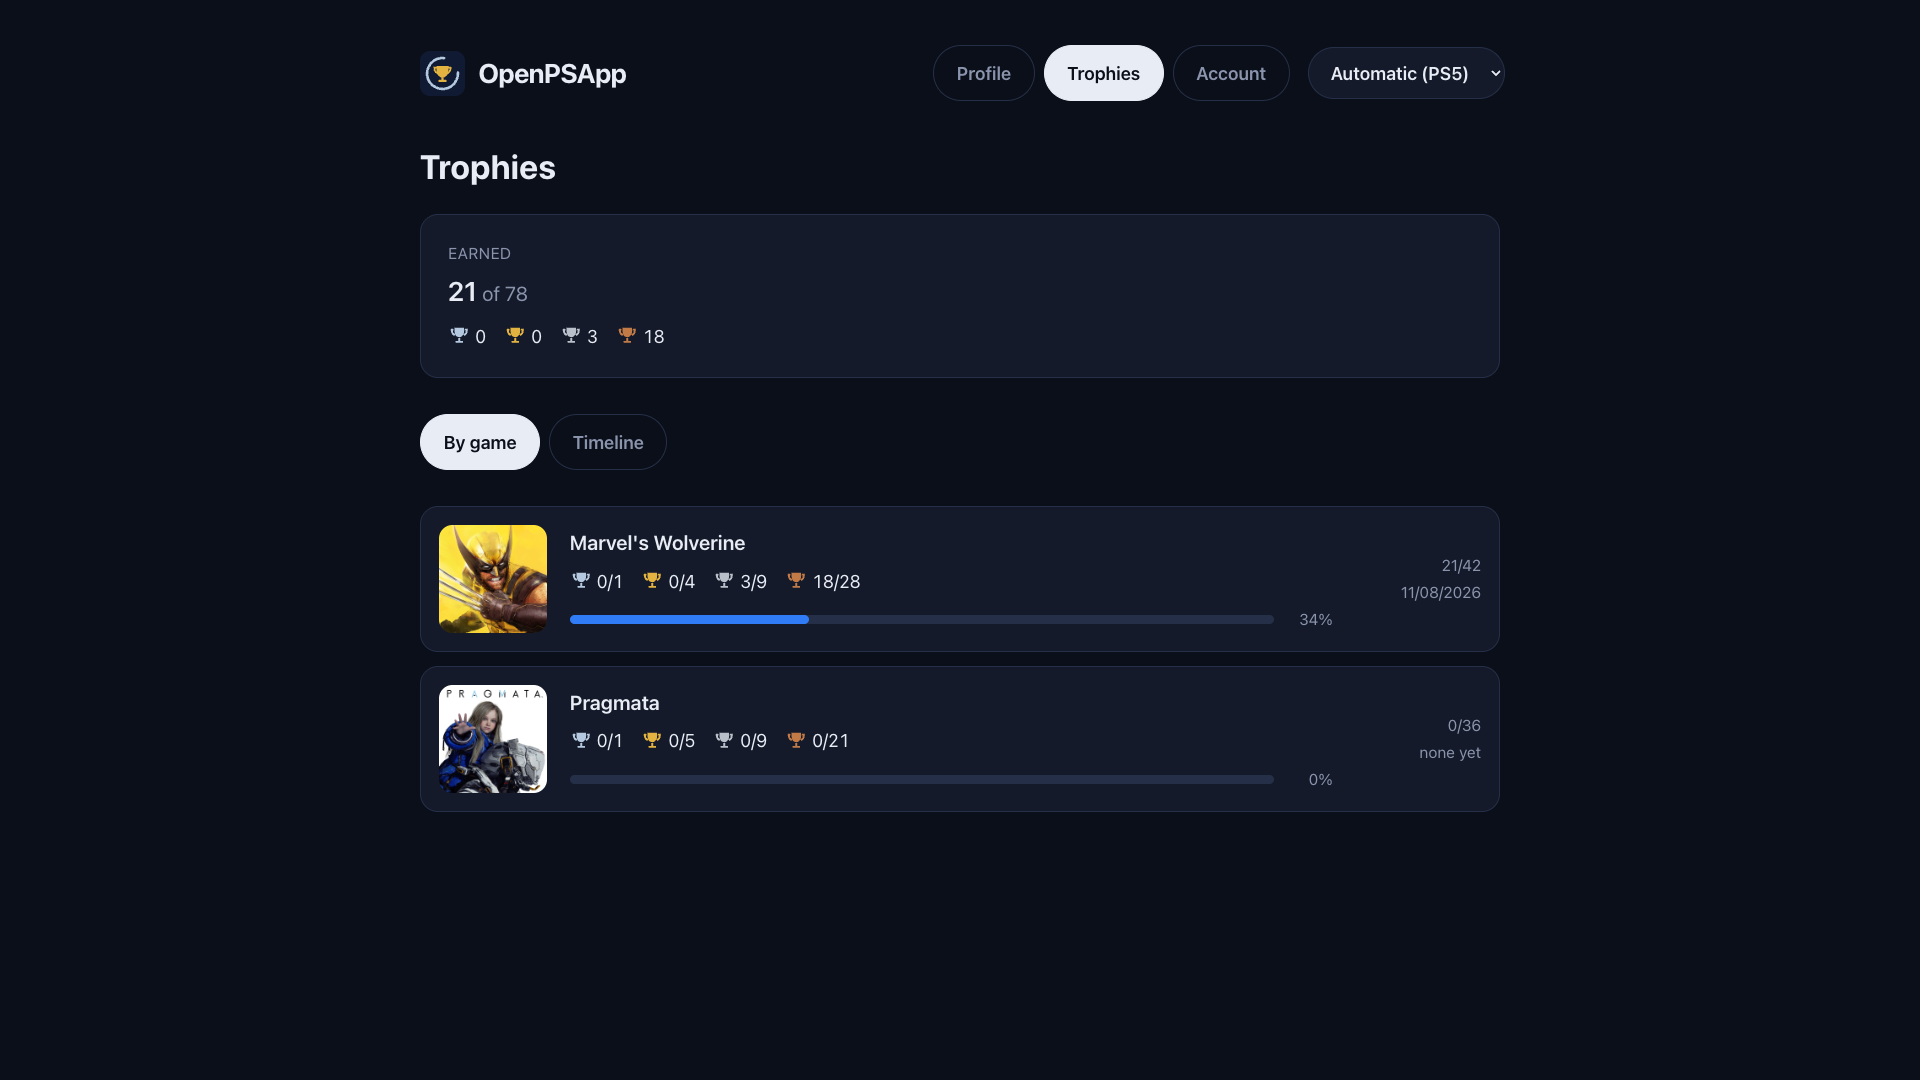 OpenPSApp
Profile
Trophies
Account
Automatic (PS5)
Trophies
EARNED
21 of 78
0 0 3 18
By game
Timeline
Marvel's Wolverine
0/1 0/4 3/9 18/28
34%
21/42
11/08/2026
PRAGMATA
Pragmata
0/1 0/5 0/9 0/21
0%
0/36
none yet